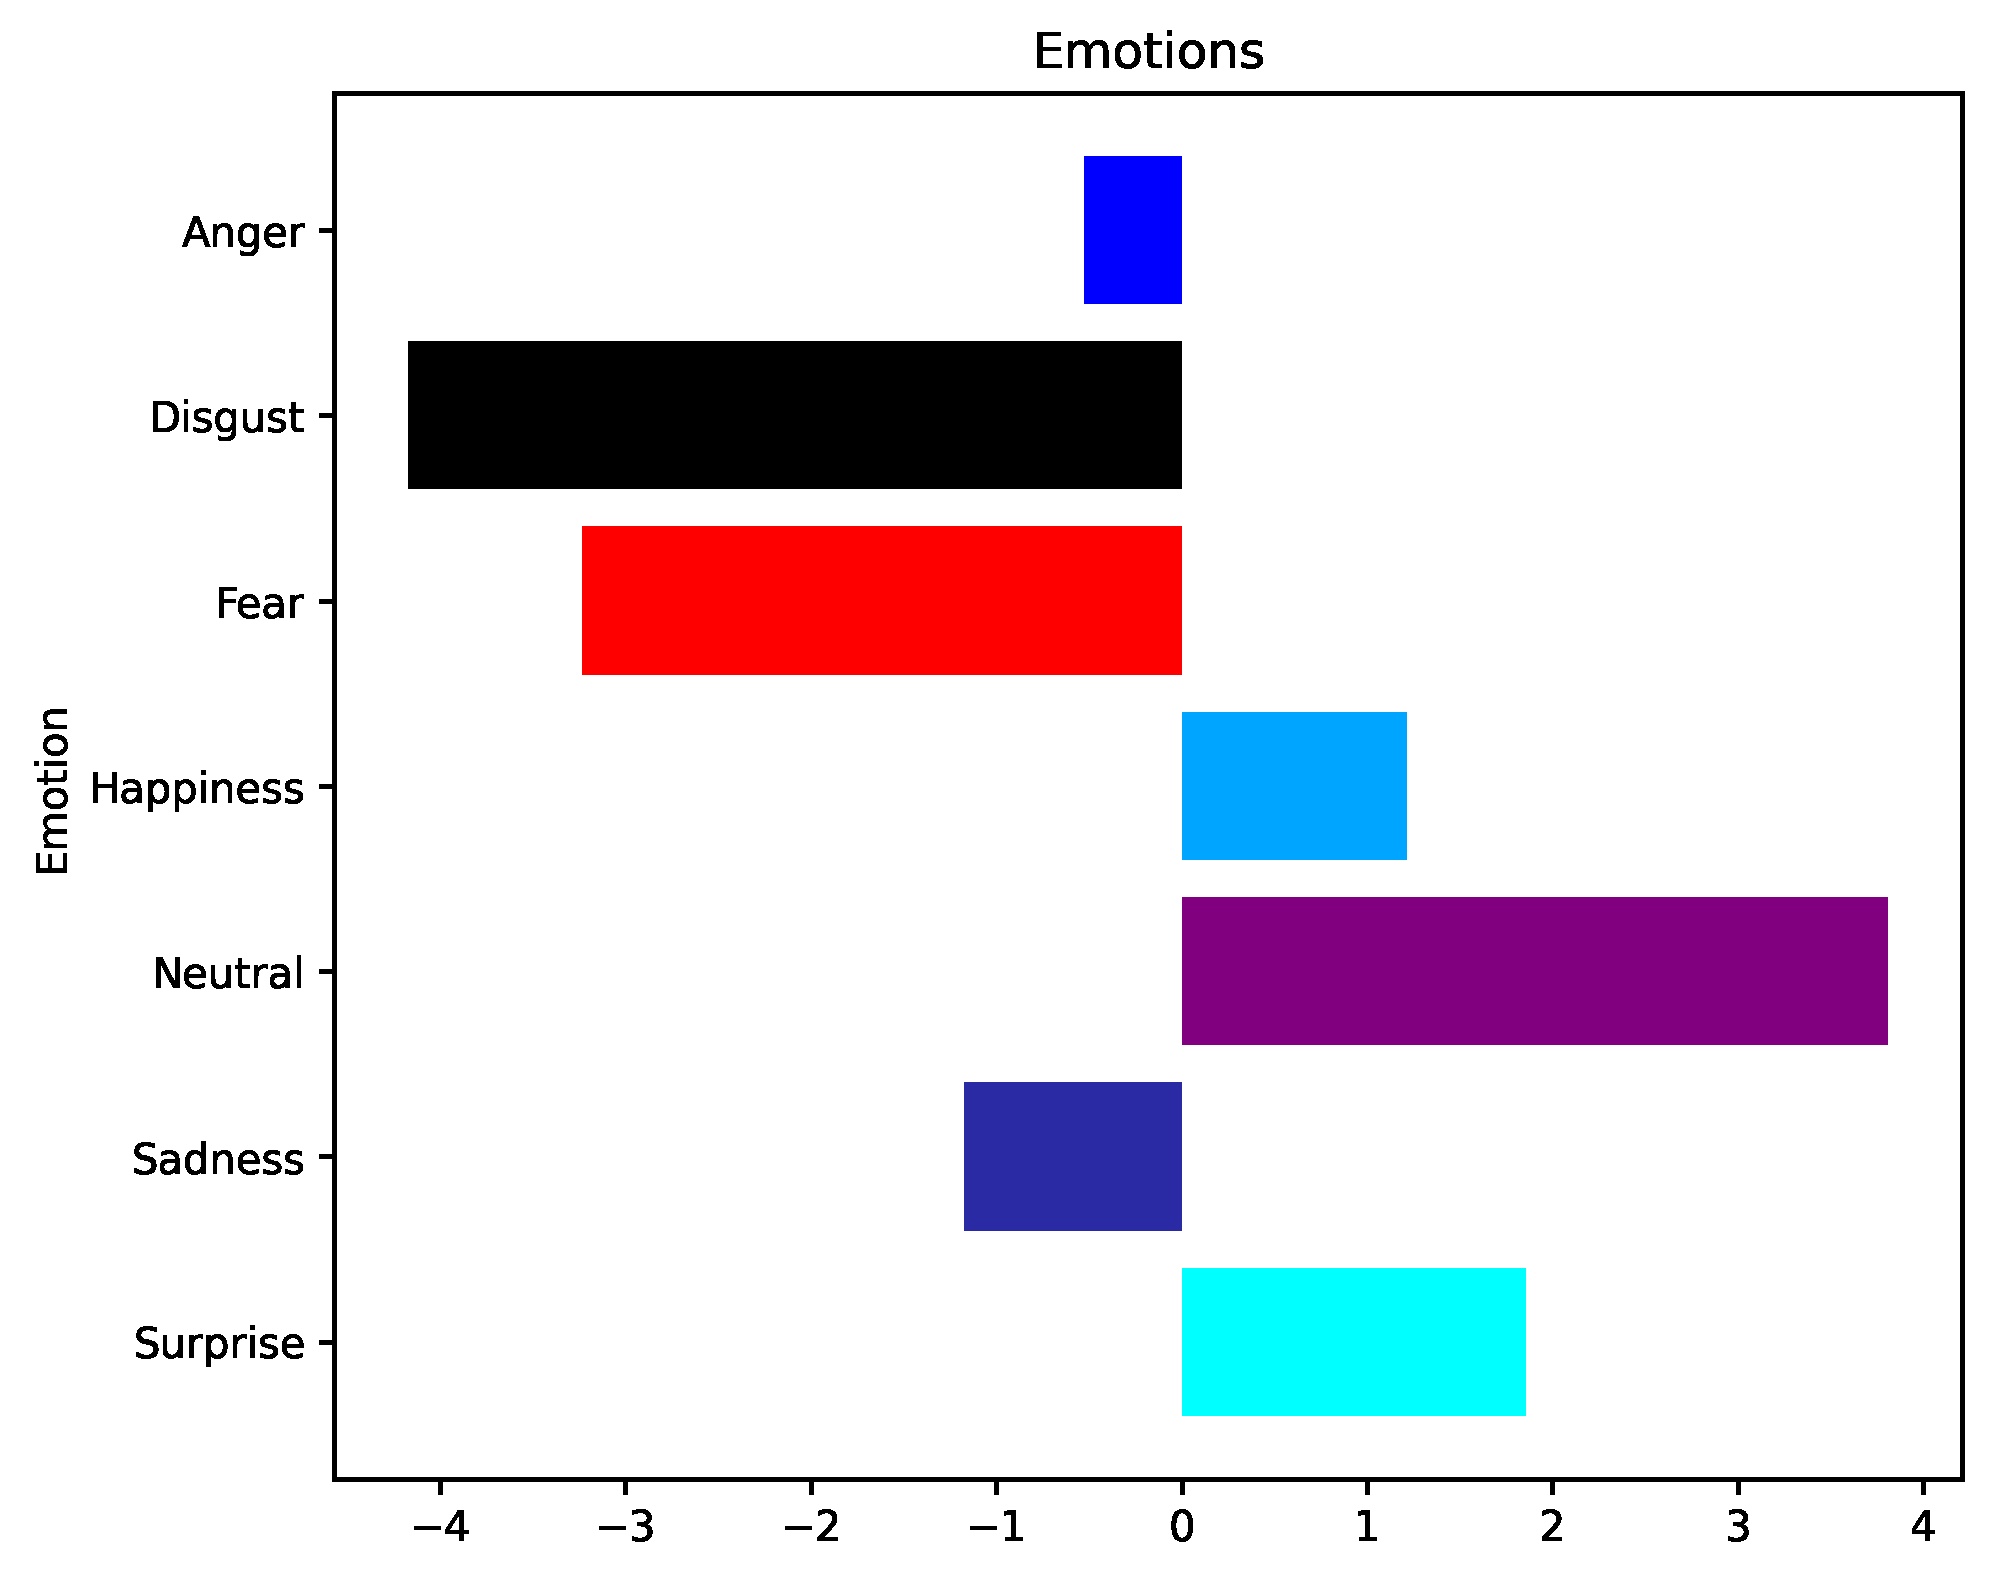 Emotions
Emotion
Anger
Disgust
Fear
Happiness
Neutral
Sadness
Surprise
−4 −3 −2 −1 0 1 2 3 4